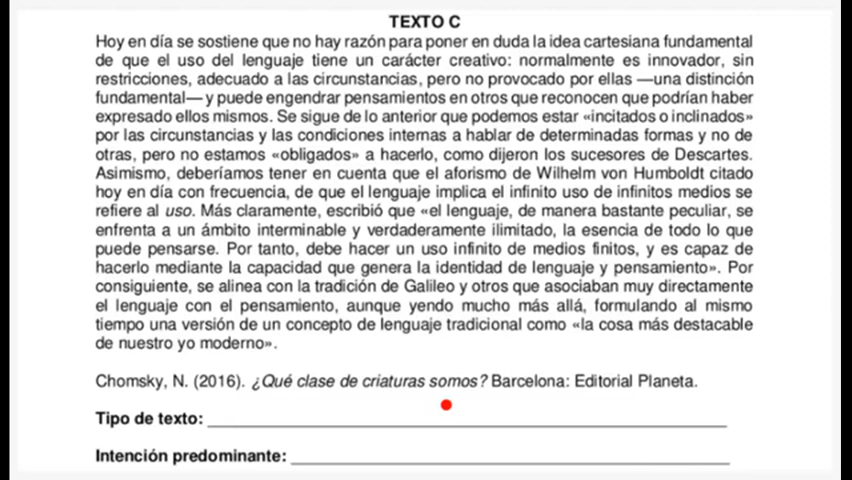 TEXTO C
Hoy en día se sostiene que no hay razón para poner en duda la idea cartesiana fundamental
de que el uso del lenguaje tiene un carácter creativo: normalmente es innovador, sin
restricciones, adecuado a las circunstancias, pero no provocado por ellas —una distinción
fundamental— y puede engendrar pensamientos en otros que reconocen que podrían haber
expresado ellos mismos. Se sigue de lo anterior que podemos estar «incitados o inclinados»
por las circunstancias y las condiciones internas a hablar de determinadas formas y no de
otras, pero no estamos «obligados» a hacerlo, como dijeron los sucesores de Descartes.
Asimismo, deberíamos tener en cuenta que el aforismo de Wilhelm von Humboldt citado
hoy en día con frecuencia, de que el lenguaje implica el infinito uso de infinitos medios se
refiere al uso. Más claramente, escribió que «el lenguaje, de manera bastante peculiar, se
enfrenta a un ámbito interminable y verdaderamente ilimitado, la esencia de todo lo que
puede pensarse. Por tanto, debe hacer un uso infinito de medios finitos, y es capaz de
hacerlo mediante la capacidad que genera la identidad de lenguaje y pensamiento». Por
consiguiente, se alinea con la tradición de Galileo y otros que asociaban muy directamente
el lenguaje con el pensamiento, aunque yendo mucho más allá, formulando al mismo
tiempo una versión de un concepto de lenguaje tradicional como «la cosa más destacable
de nuestro yo moderno».
Chomsky, N. (2016). ¿Qué clase de criaturas somos? Barcelona: Editorial Planeta.
Tipo de texto:
Intención predominante: